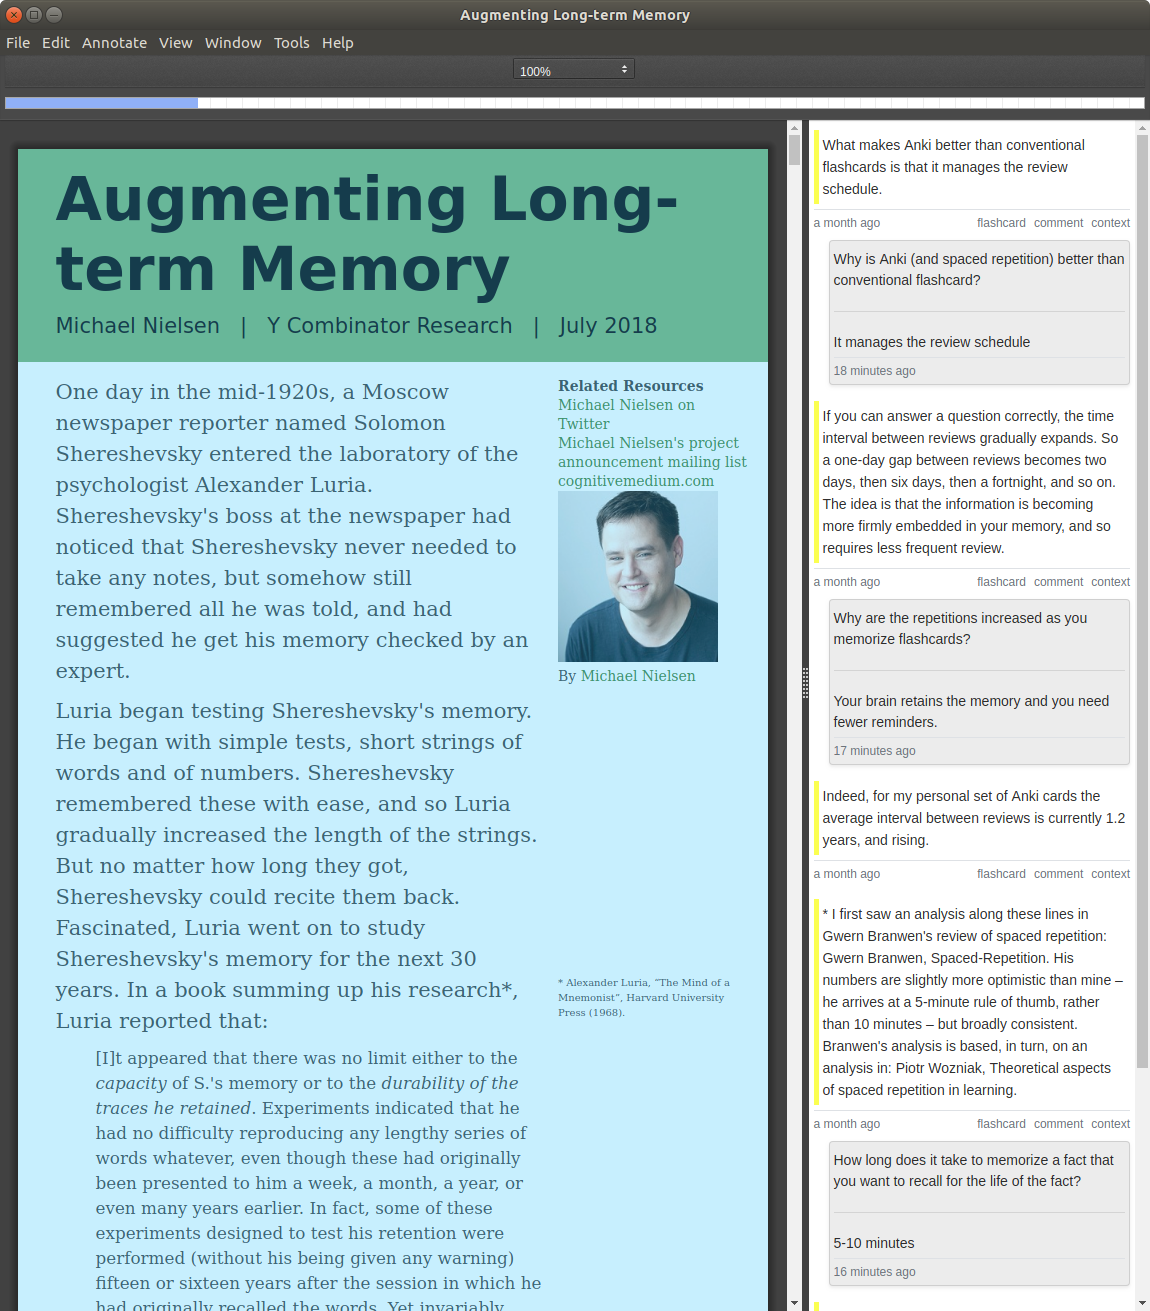 Augmenting Long-term Memory
File Edit Annotate View Window Tools Help
100%
Augmenting Long-
term Memory
Michael Nielsen | Y Combinator Research | July 2018
One day in the mid-1920s, a Moscow
newspaper reporter named Solomon
Shereshevsky entered the laboratory of the
psychologist Alexander Luria.
Shereshevsky's boss at the newspaper had
noticed that Shereshevsky never needed to
take any notes, but somehow still
remembered all he was told, and had
suggested he get his memory checked by an
expert.
Luria began testing Shereshevsky's memory.
He began with simple tests, short strings of
words and of numbers. Shereshevsky
remembered these with ease, and so Luria
gradually increased the length of the strings.
But no matter how long they got,
Shereshevsky could recite them back.
Fascinated, Luria went on to study
Shereshevsky's memory for the next 30
years. In a book summing up his research*,
Luria reported that:
[I]t appeared that there was no limit either to the
capacity of S.'s memory or to the durability of the
traces he retained. Experiments indicated that he
had no difficulty reproducing any lengthy series of
words whatever, even though these had originally
been presented to him a week, a month, a year, or
even many years earlier. In fact, some of these
experiments designed to test his retention were
performed (without his being given any warning)
fifteen or sixteen years after the session in which he
had originally recalled the words. Yet invariably
Related Resources
Michael Nielsen on
Twitter
Michael Nielsen's project
announcement mailing list
cognitivemedium.com
By Michael Nielsen
* Alexander Luria, “The Mind of a
Mnemonist”, Harvard University
Press (1968).
What makes Anki better than conventional
flashcards is that it manages the review
schedule.
a month ago flashcard comment context
Why is Anki (and spaced repetition) better than
conventional flashcard?
It manages the review schedule
18 minutes ago
If you can answer a question correctly, the time
interval between reviews gradually expands. So
a one-day gap between reviews becomes two
days, then six days, then a fortnight, and so on.
The idea is that the information is becoming
more firmly embedded in your memory, and so
requires less frequent review.
a month ago flashcard comment context
Why are the repetitions increased as you
memorize flashcards?
Your brain retains the memory and you need
fewer reminders.
17 minutes ago
Indeed, for my personal set of Anki cards the
average interval between reviews is currently 1.2
years, and rising.
a month ago flashcard comment context
* I first saw an analysis along these lines in
Gwern Branwen's review of spaced repetition:
Gwern Branwen, Spaced-Repetition. His
numbers are slightly more optimistic than mine –
he arrives at a 5-minute rule of thumb, rather
than 10 minutes – but broadly consistent.
Branwen's analysis is based, in turn, on an
analysis in: Piotr Wozniak, Theoretical aspects
of spaced repetition in learning.
a month ago flashcard comment context
How long does it take to memorize a fact that
you want to recall for the life of the fact?
5-10 minutes
16 minutes ago